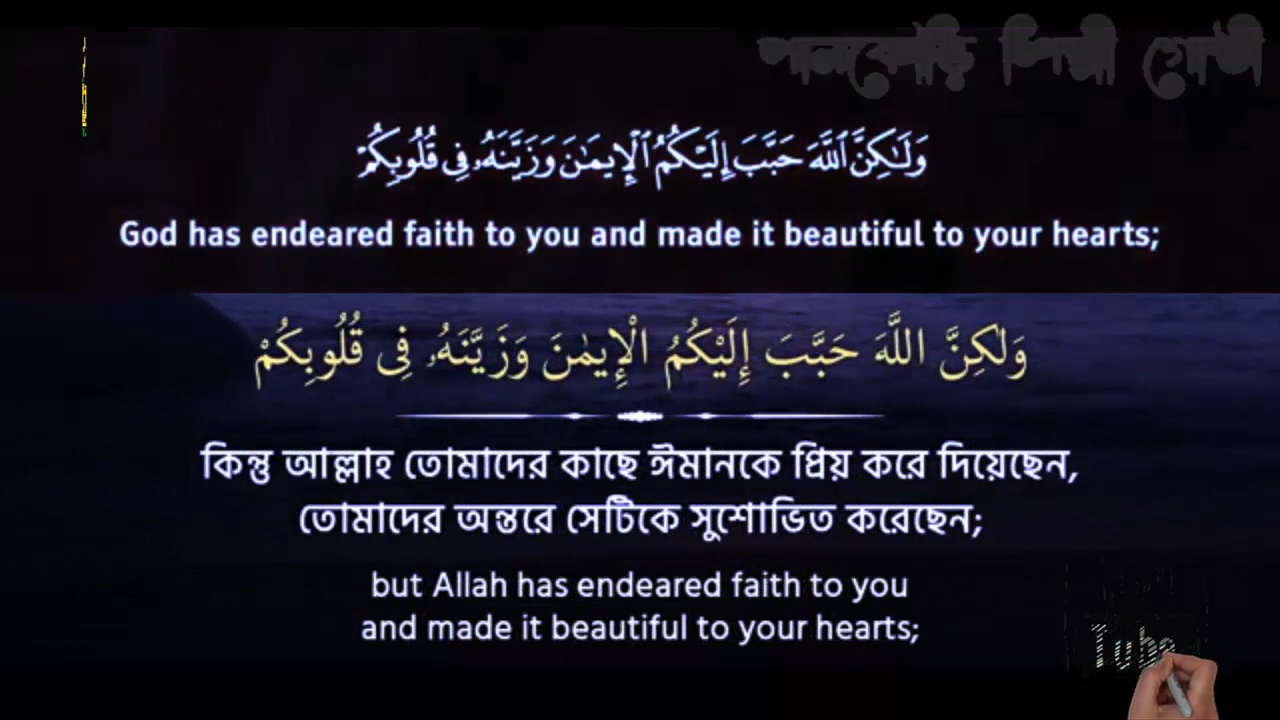 পানকৌড়ি শিল্পী গোষ্ঠী
وَلَـٰكِنَّ ٱللَّهَ حَبَّبَ إِلَيْكُمُ ٱلْإِيمَـٰنَ وَزَيَّنَهُۥ فِى قُلُوبِكُمْ
God has endeared faith to you and made it beautiful to your hearts;
وَلٰكِنَّ اللَّهَ حَبَّبَ إِلَيْكُمُ الْإِيمٰنَ وَزَيَّنَهُۥ فِى قُلُوبِكُمْ
কিন্তু আল্লাহ তোমাদের কাছে ঈমানকে প্রিয় করে দিয়েছেন,
তোমাদের অন্তরে সেটিকে সুশোভিত করেছেন;
but Allah has endeared faith to you
and made it beautiful to your hearts;
Tube